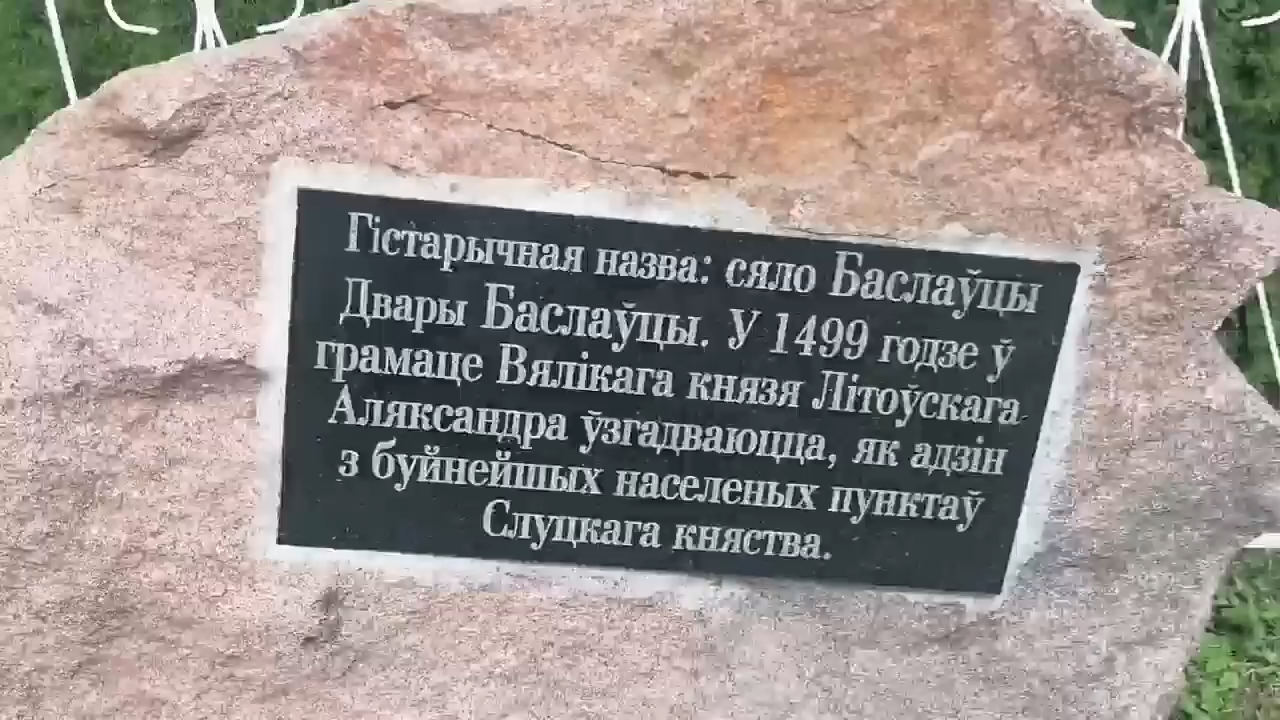 Гістарычная назва: сяло Баслаўцы
Двары Баслаўцы. У 1499 годзе ў
грамаце Вялікага князя Літоўскага
Аляксандра ўзгадваюцца, як адзін
з буйнейшых населеных пунктаў
Слуцкага княства.